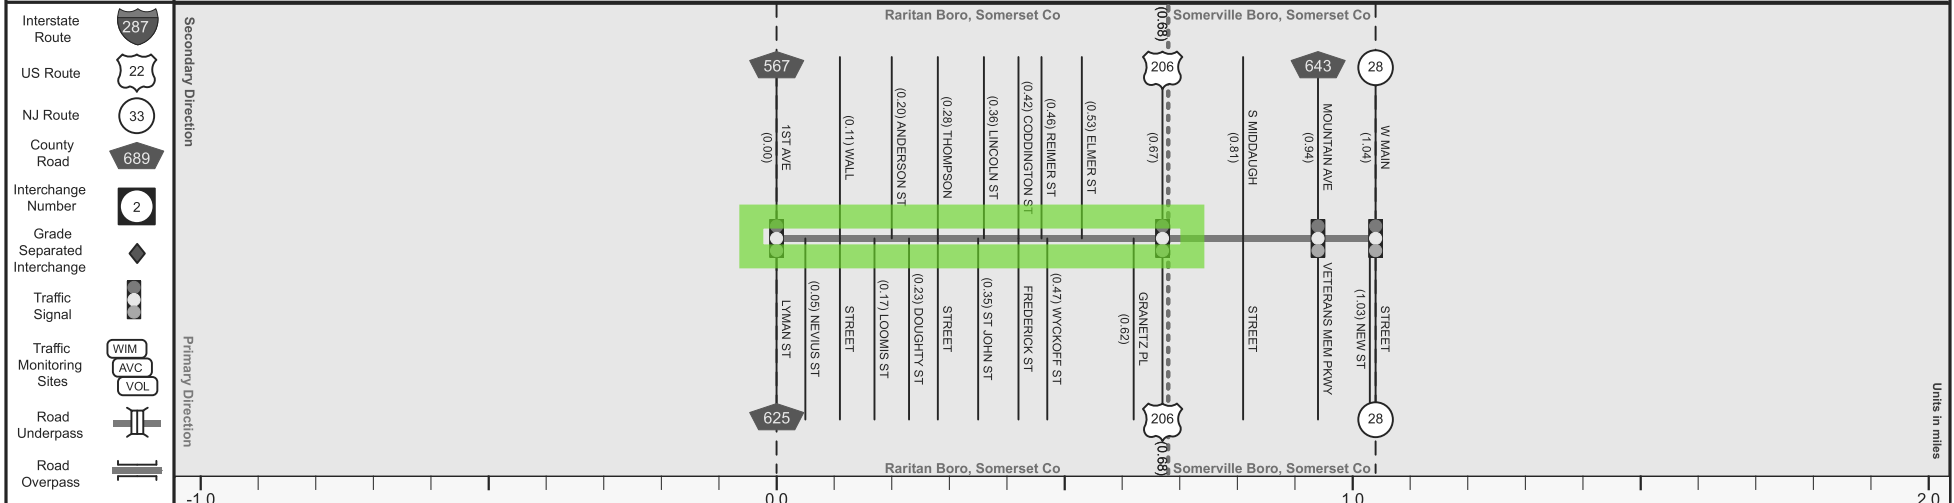 Interstate
Route
287
US Route
22
NJ Route
33
County
Road
689
Interchange
Number
2
Grade
Separated
Interchange
Traffic
Signal
Traffic
Monitoring
Sites
WIM
AVC
VOL
Road
Underpass
Road
Overpass
Secondary Direction
Primary Direction
Raritan Boro, Somerset Co
(0.68)
Somerville Boro, Somerset Co
567
206
643
28
1ST AVE
(0.00)
(0.11) WALL
(0.20) ANDERSON ST
(0.28) THOMPSON
(0.36) LINCOLN ST
(0.42) CODDINGTON ST
(0.46) REIMER ST
(0.53) ELMER ST
(0.67)
S MIDDAUGH
(0.81)
MOUNTAIN AVE
(0.94)
W MAIN
(1.04)
LYMAN ST
(0.05) NEVIUS ST
STREET
(0.17) LOOMIS ST
(0.23) DOUGHTY ST
STREET
(0.35) ST JOHN ST
FREDERICK ST
(0.47) WYCKOFF ST
GRANETZ PL
(0.62)
STREET
VETERANS MEM PKWY
(1.03) NEW ST
STREET
625
206
28
Raritan Boro, Somerset Co
(0.68)
Somerville Boro, Somerset Co
Units in miles
-1.0
0.0
1.0
2.0